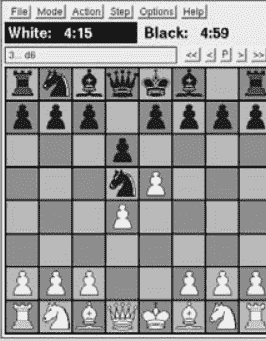 File Mode Action Step Options Help
White: 4:15 Black: 4:59
3... d6 << < P > >>